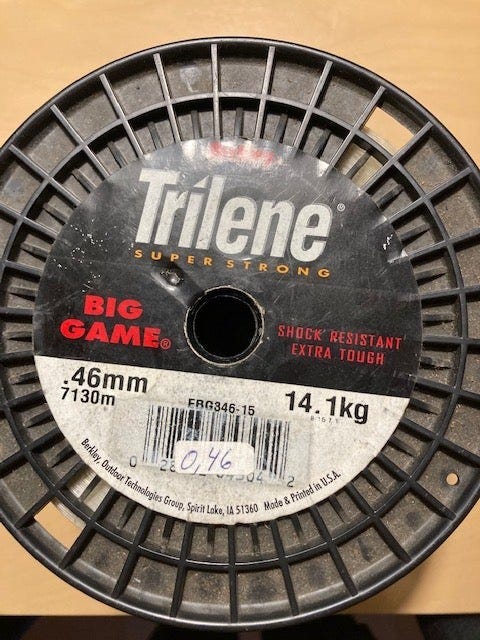 Trilene®
SUPER STRONG
BIG
GAME®
SHOCK RESISTANT
EXTRA TOUGH
.46mm
7130m
FBG346-15
14.1kg
0,46
Berkley, Outdoor Technologies Group, Spirit Lake, IA 51360 Made & Printed in U.S.A.